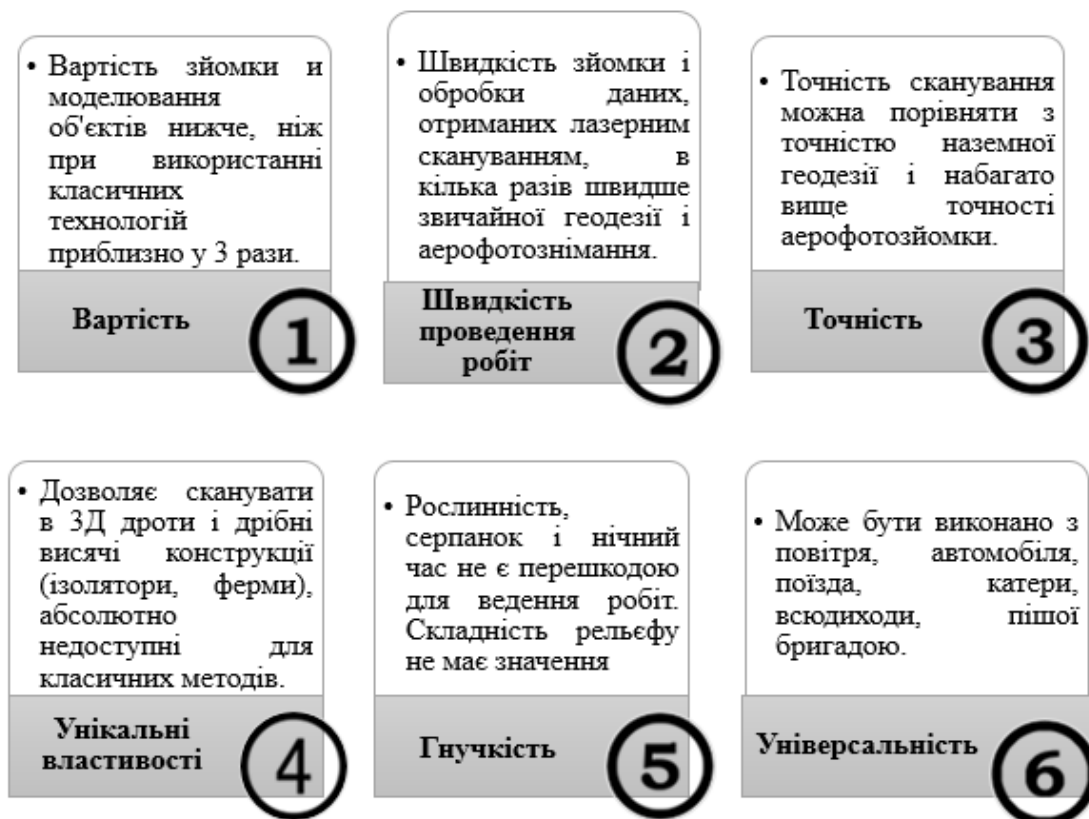 • Вартість зйомки и
моделювання
об'єктів нижче, ніж
при використанні
класичних
технологій
приблизно у 3 рази.
Вартість
1
• Швидкість зйомки і
обробки даних,
отриманих лазерним
скануванням, в
кілька разів швидше
звичайної геодезії і
аерофотознімання.
Швидкість
проведення
робіт
2
• Точність сканування
можна порівняти з
точністю наземної
геодезії і набагато
вище точності
аерофотозйомки.
Точність
3
• Дозволяє сканувати
в 3Д дроти і дрібні
висячі конструкції
(ізолятори, ферми),
абсолютно
недоступні для
класичних методів.
Унікальні
властивості
4
• Рослинність,
серпанок і нічний
час не є перешкодою
для ведення робіт.
Складність рельєфу
не має значення
Гнучкість
5
• Може бути виконано з
повітря, автомобіля,
поїзда, катери,
всюдиходи, пішої
бригадою.
Універсальність
6